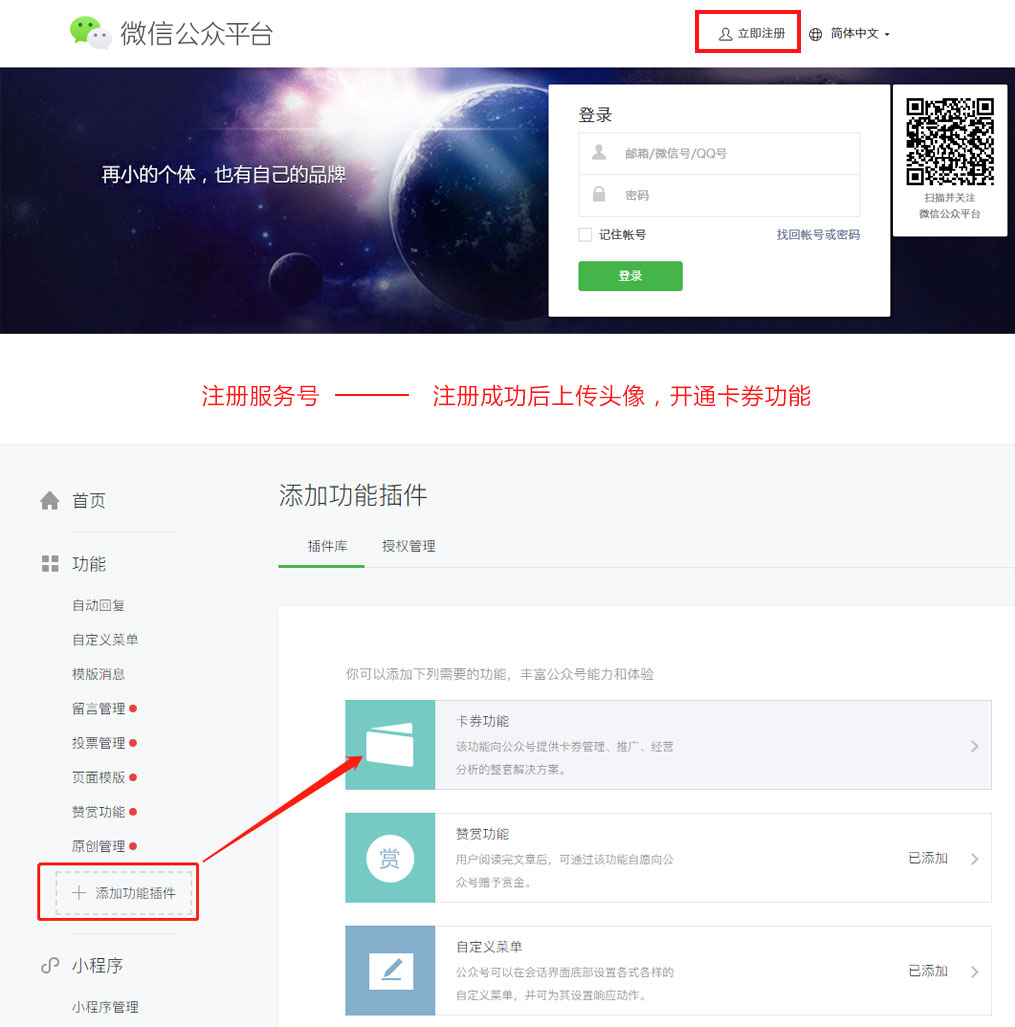 微信公众平台
立即注册
简体中文
再小的个体，也有自己的品牌
登录
邮箱/微信号/QQ号
密码
记住帐号
找回帐号或密码
登录
扫描并关注
微信公众平台
注册服务号
注册成功后上传头像，开通卡券功能
首页
功能
自动回复
自定义菜单
模版消息
留言管理
投票管理
页面模版
赞赏功能
原创管理
添加功能插件
小程序
小程序管理
添加功能插件
插件库
授权管理
你可以添加下列需要的功能，丰富公众号能力和体验
卡券功能
该功能向公众号提供卡券管理、推广、经营
分析的整套解决方案。
赏
赞赏功能
用户阅读完文章后，可通过该功能自愿向公
众号赠予赏金。
已添加
自定义菜单
公众号可以在会话界面底部设置各式各样的
自定义菜单，并可为其设置响应动作。
已添加